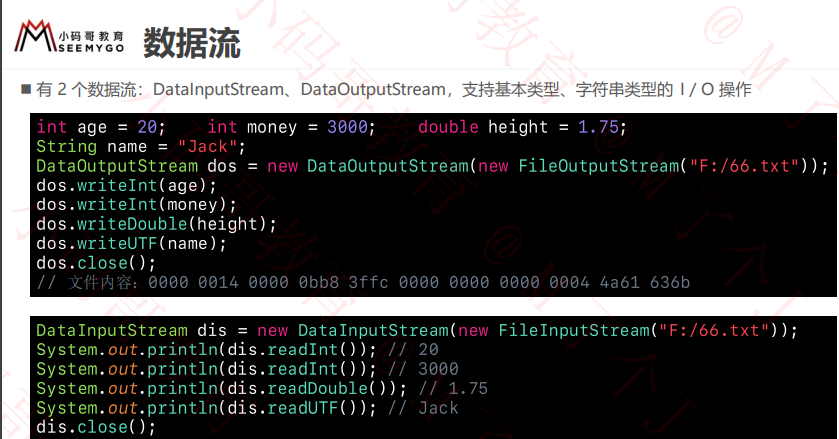 小码哥教育
SEEMYGO
数据流
■ 有 2 个数据流：DataInputStream、DataOutputStream，支持基本类型、字符串类型的 I / O 操作
int age = 20;    int money = 3000;    double height = 1.75;
String name = "Jack";
DataOutputStream dos = new DataOutputStream(new FileOutputStream("F:/66.txt"));
dos.writeInt(age);
dos.writeInt(money);
dos.writeDouble(height);
dos.writeUTF(name);
dos.close();
// 文件内容：0000 0014 0000 0bb8 3ffc 0000 0000 0000 0004 4a61 636b
DataInputStream dis = new DataInputStream(new FileInputStream("F:/66.txt"));
System.out.println(dis.readInt()); // 20
System.out.println(dis.readInt()); // 3000
System.out.println(dis.readDouble()); // 1.75
System.out.println(dis.readUTF()); // Jack
dis.close();